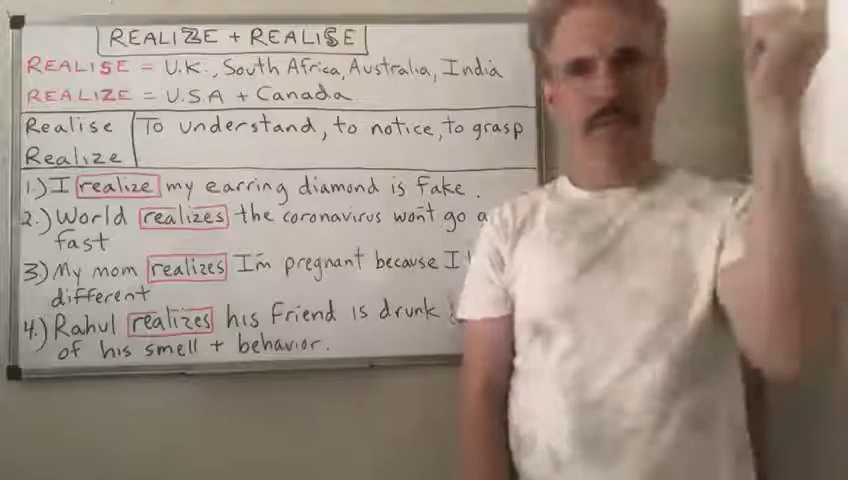 REALIZE + REALISE
REALISE = U.K., South Africa, Australia, India
REALIZE = U.S.A + Canada
Realise To understand, to notice, to grasp
Realize
1.) I realize my earring diamond is fake.
2.) World realizes the coronavirus won't go
fast
3) My mom realizes I'm pregnant because I
different
4.) Rahul realizes his friend is drunk
of his smell + behavior.